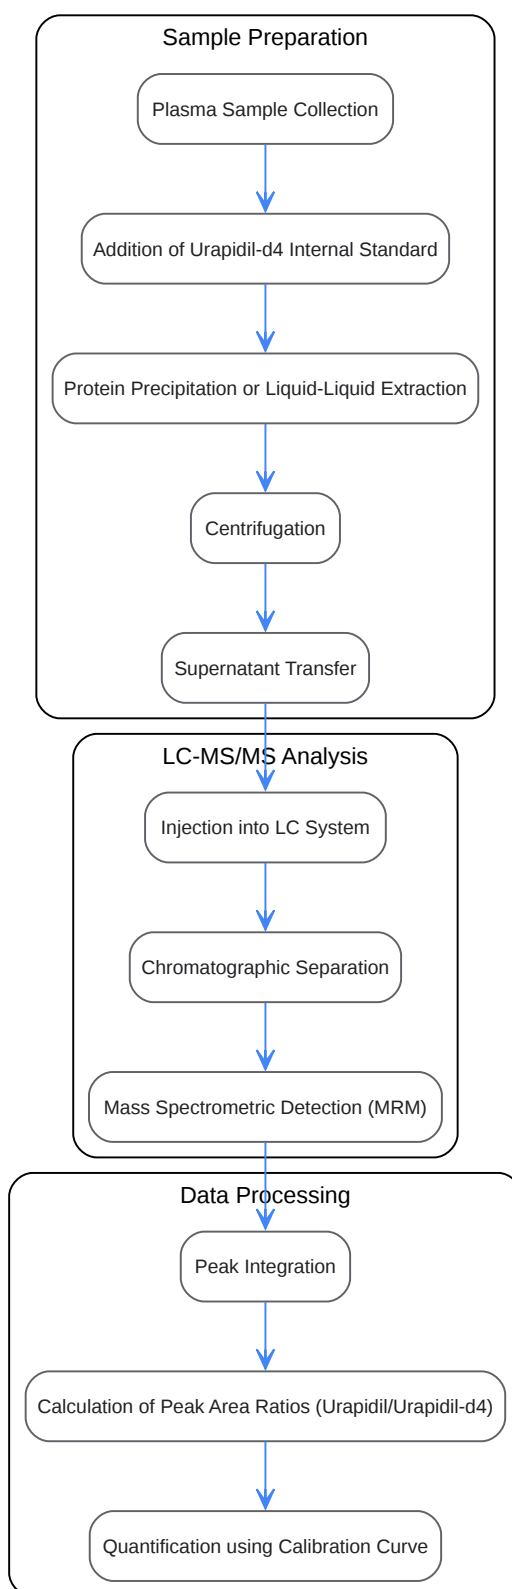 Sample Preparation
Plasma Sample Collection
Addition of Urapidil-d4 Internal Standard
Protein Precipitation or Liquid-Liquid Extraction
Centrifugation
Supernatant Transfer
LC-MS/MS Analysis
Injection into LC System
Chromatographic Separation
Mass Spectrometric Detection (MRM)
Data Processing
Peak Integration
Calculation of Peak Area Ratios (Urapidil/Urapidil-d4)
Quantification using Calibration Curve